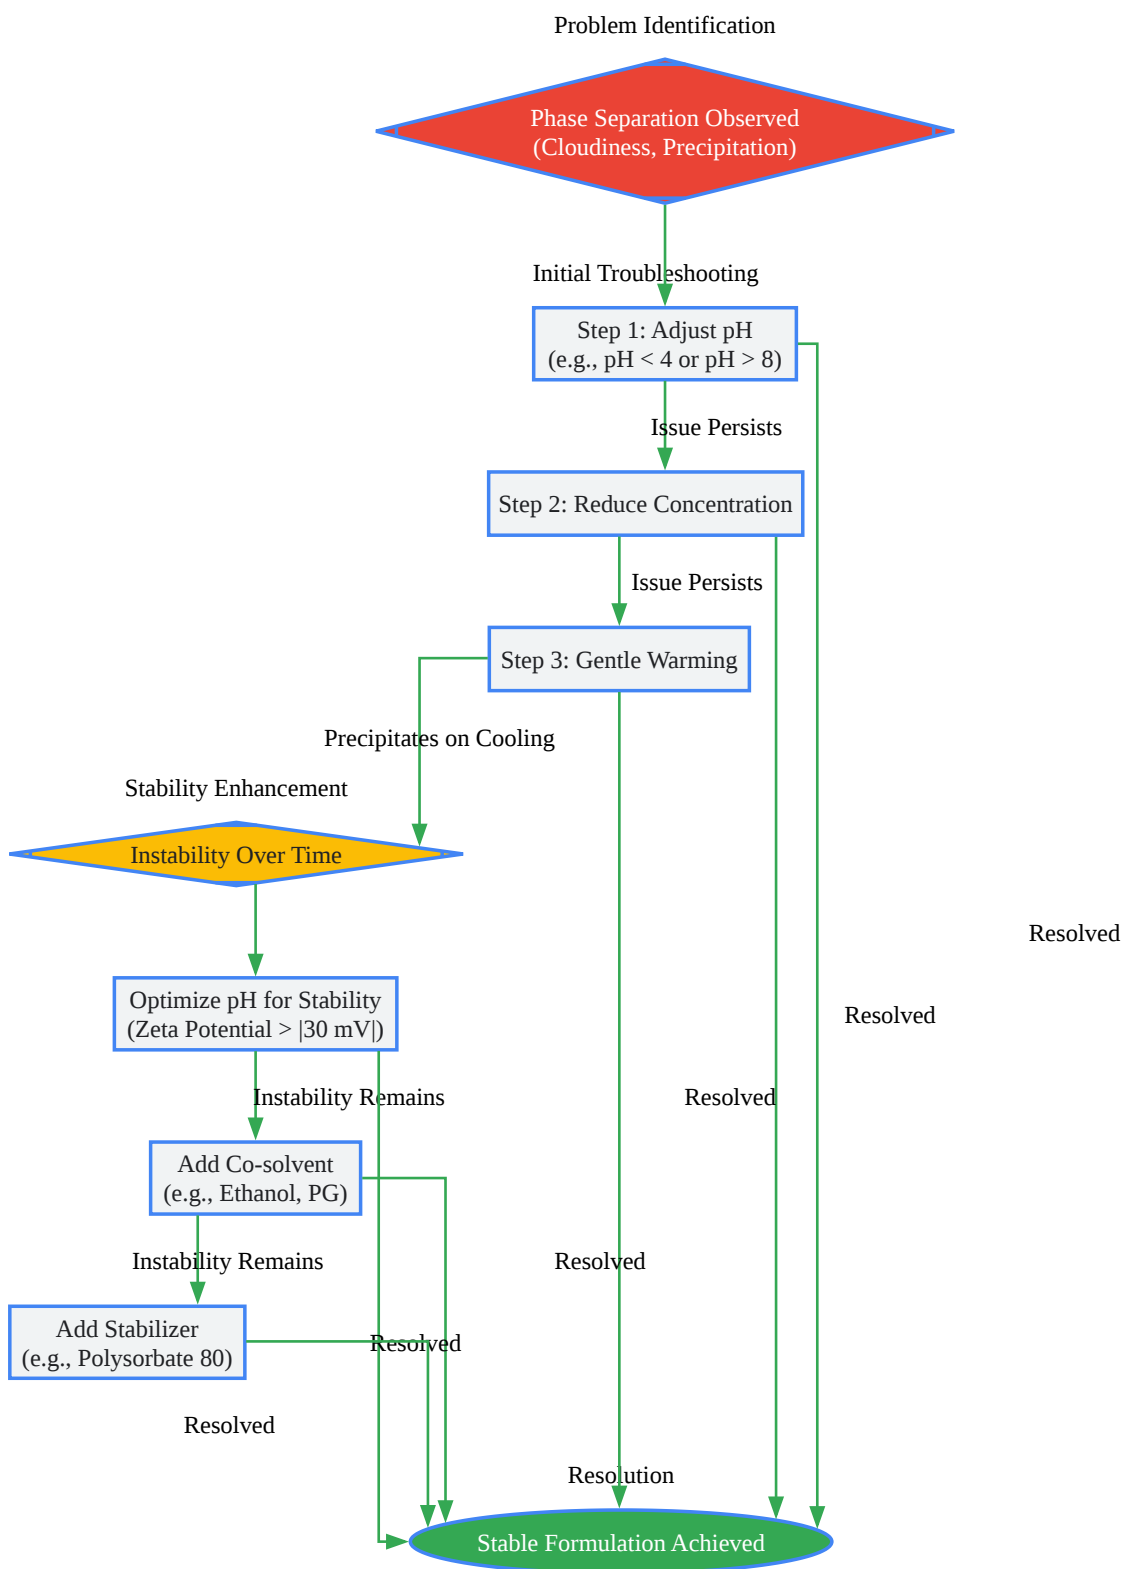 Problem Identification
Phase Separation Observed
(Cloudiness, Precipitation)
Initial Troubleshooting
Step 1: Adjust pH
(e.g., pH < 4 or pH > 8)
Issue Persists
Step 2: Reduce Concentration
Issue Persists
Step 3: Gentle Warming
Precipitates on Cooling
Stability Enhancement
Instability Over Time
Resolved
Optimize pH for Stability
(Zeta Potential > |30 mV|)
Resolved
Instability Remains
Resolved
Add Co-solvent
(e.g., Ethanol, PG)
Instability Remains
Resolved
Add Stabilizer
(e.g., Polysorbate 80)
Resolved
Resolved
Resolution
Stable Formulation Achieved